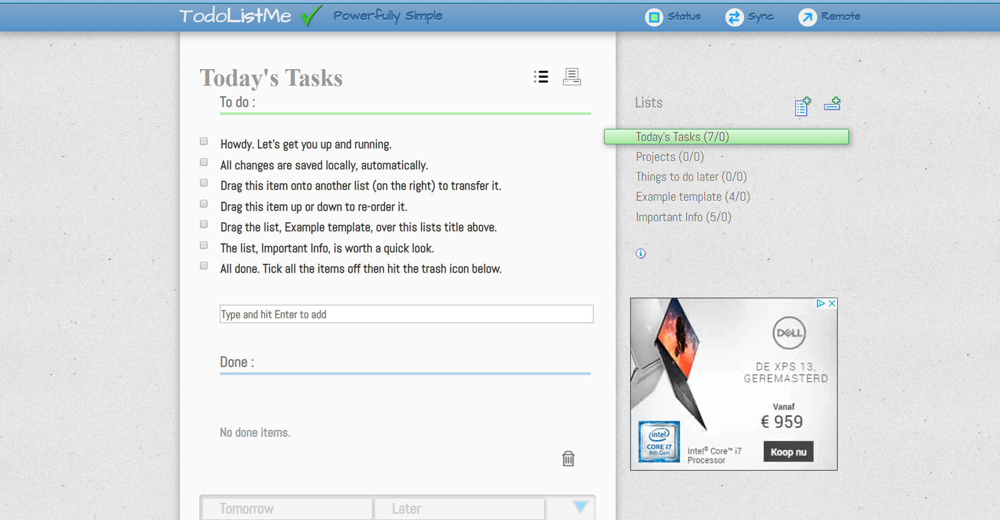 TodoListMe
Powerfully Simple
Status
Sync
Remote
Today's Tasks
To do :
Howdy. Let's get you up and running.
All changes are saved locally, automatically.
Drag this item onto another list (on the right) to transfer it.
Drag this item up or down to re-order it.
Drag the list, Example template, over this lists title above.
The list, Important Info, is worth a quick look.
All done. Tick all the items off then hit the trash icon below.
Type and hit Enter to add
Done :
No done items.
Tomorrow
Later
Lists
Today's Tasks (7/0)
Projects (0/0)
Things to do later (0/0)
Example template (4/0)
Important Info (5/0)
DELL
DE XPS 13,
GEREMASTERD
Vanaf
€ 959
Koop nu
intel
CORE i7
8th Gen
Intel® Core™ i7
Processor